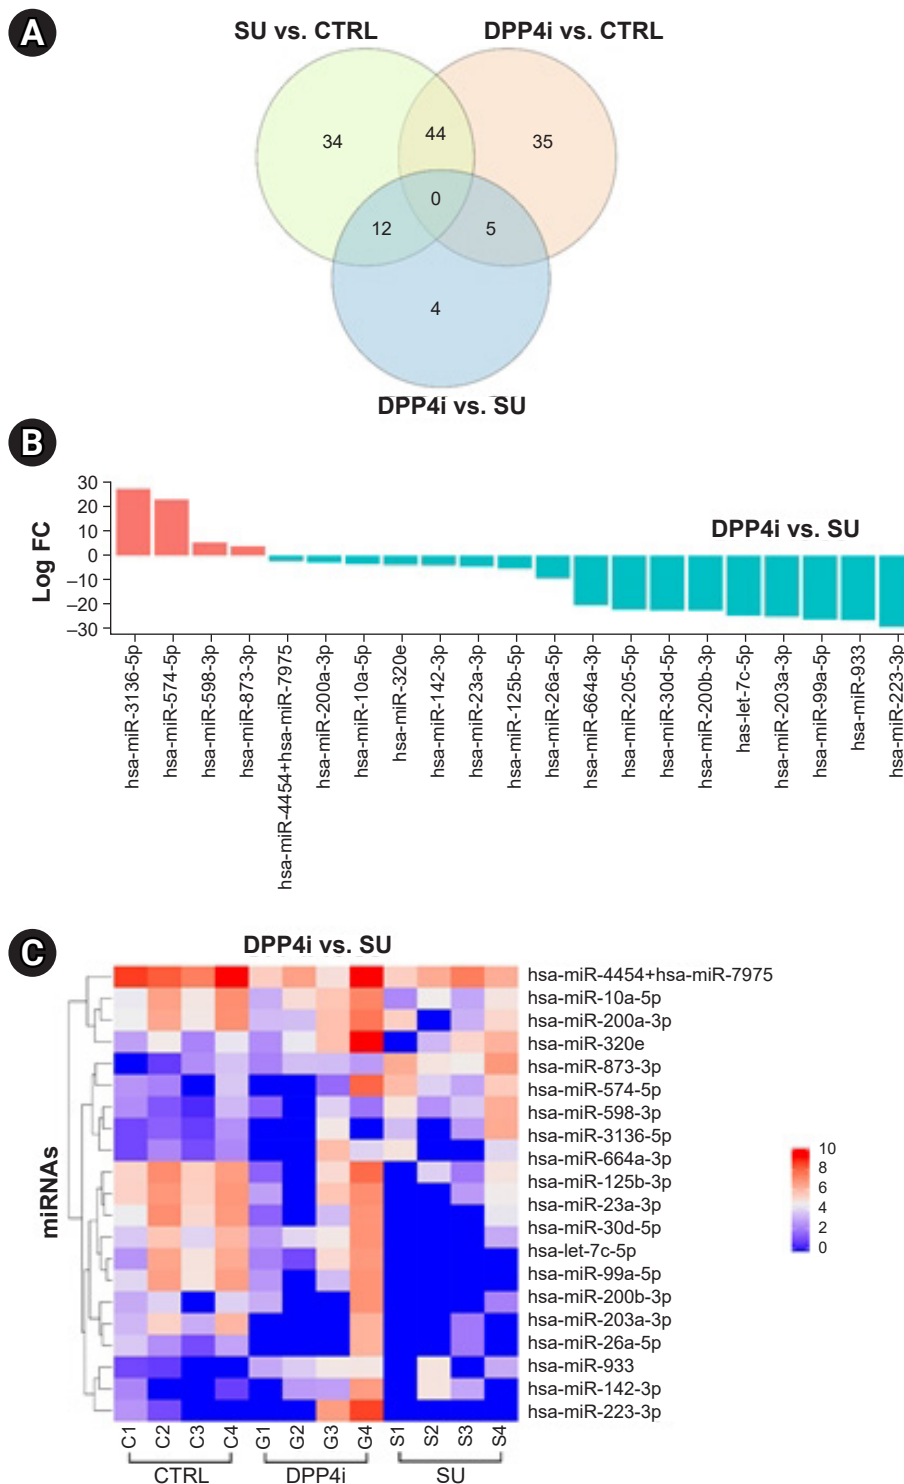 A
SU vs. CTRL
DPP4i vs. CTRL
34
44
35
0
12
5
4
DPP4i vs. SU
B
Log FC
30
20
10
0
–10
–20
–30
DPP4i vs. SU
hsa-miR-3136-5p
hsa-miR-574-5p
hsa-miR-598-3p
hsa-miR-873-3p
hsa-miR-4454+hsa-miR-7975
hsa-miR-200a-3p
hsa-miR-10a-5p
hsa-miR-320e
hsa-miR-142-3p
hsa-miR-23a-3p
hsa-miR-125b-5p
hsa-miR-26a-5p
hsa-miR-664a-3p
hsa-miR-205-5p
hsa-miR-30d-5p
hsa-miR-200b-3p
has-let-7c-5p
hsa-miR-203a-3p
hsa-miR-99a-5p
hsa-miR-933
hsa-miR-223-3p
C
DPP4i vs. SU
miRNAs
hsa-miR-4454+hsa-miR-7975
hsa-miR-10a-5p
hsa-miR-200a-3p
hsa-miR-320e
hsa-miR-873-3p
hsa-miR-574-5p
hsa-miR-598-3p
hsa-miR-3136-5p
hsa-miR-664a-3p
hsa-miR-125b-3p
hsa-miR-23a-3p
hsa-miR-30d-5p
hsa-let-7c-5p
hsa-miR-99a-5p
hsa-miR-200b-3p
hsa-miR-203a-3p
hsa-miR-26a-5p
hsa-miR-933
hsa-miR-142-3p
hsa-miR-223-3p
10
8
6
4
2
0
C1 C2 C3 C4 G1 G2 G3 G4 S1 S2 S3 S4
CTRL DPP4i SU